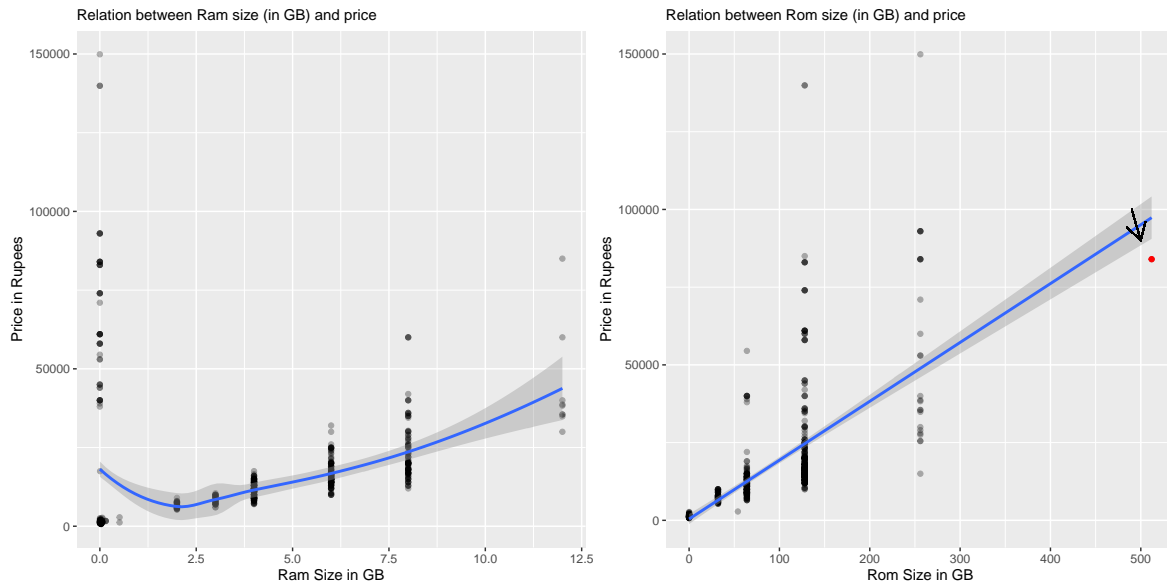 Relation between Ram size (in GB) and price
150000
100000
50000
0
Price in Rupees
0.0 2.5 5.0 7.5 10.0 12.5
Ram Size in GB
Relation between Rom size (in GB) and price
150000
100000
50000
0
Price in Rupees
0 100 200 300 400 500
Rom Size in GB